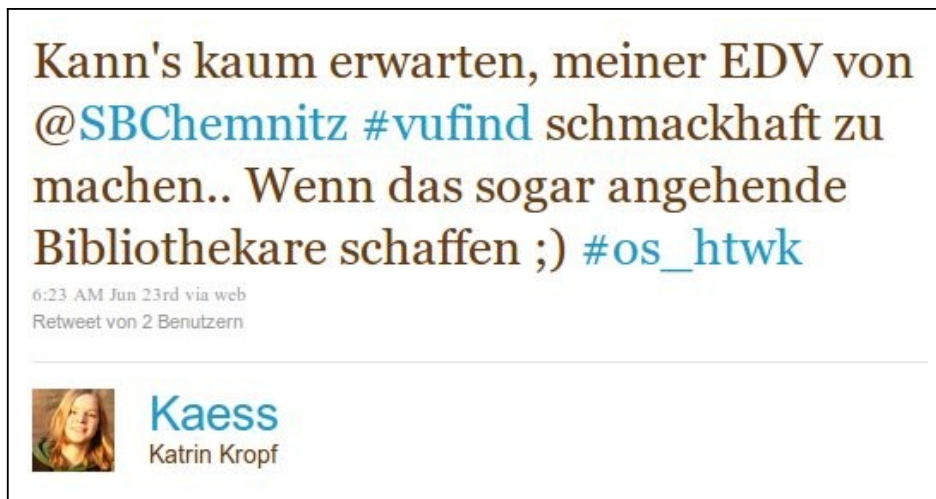 Kann's kaum erwarten, meiner EDV von
@SBChemnitz #vufind schmackhaft zu
machen.. Wenn das sogar angehende
Bibliothekare schaffen ;) #os_htwk
6:23 AM Jun 23rd via web
Retweet von 2 Benutzern
Kaess
Katrin Kropf